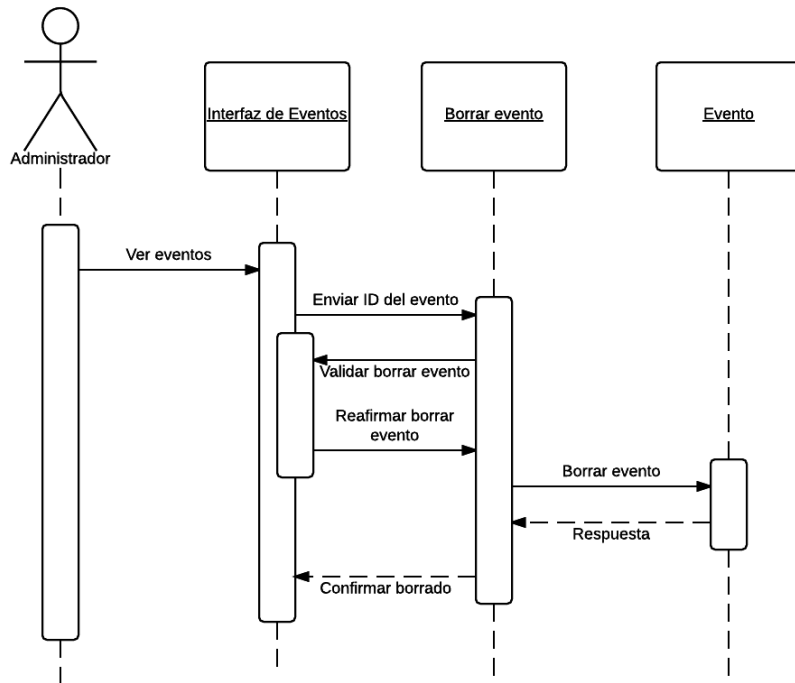 Interfaz de Eventos
Borrar evento
Evento
Administrador
Ver eventos
Enviar ID del evento
Validar borrar evento
Reafirmar borrar
evento
Borrar evento
Respuesta
Confirmar borrado